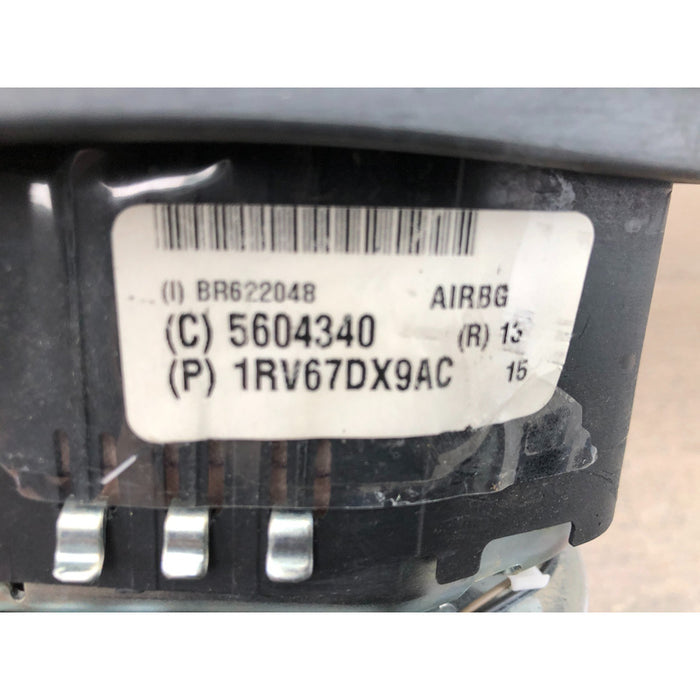 (I) BR622048 AIRBG
(C) 5604340 (R) 13
(P) 1RV67DX9AC 15